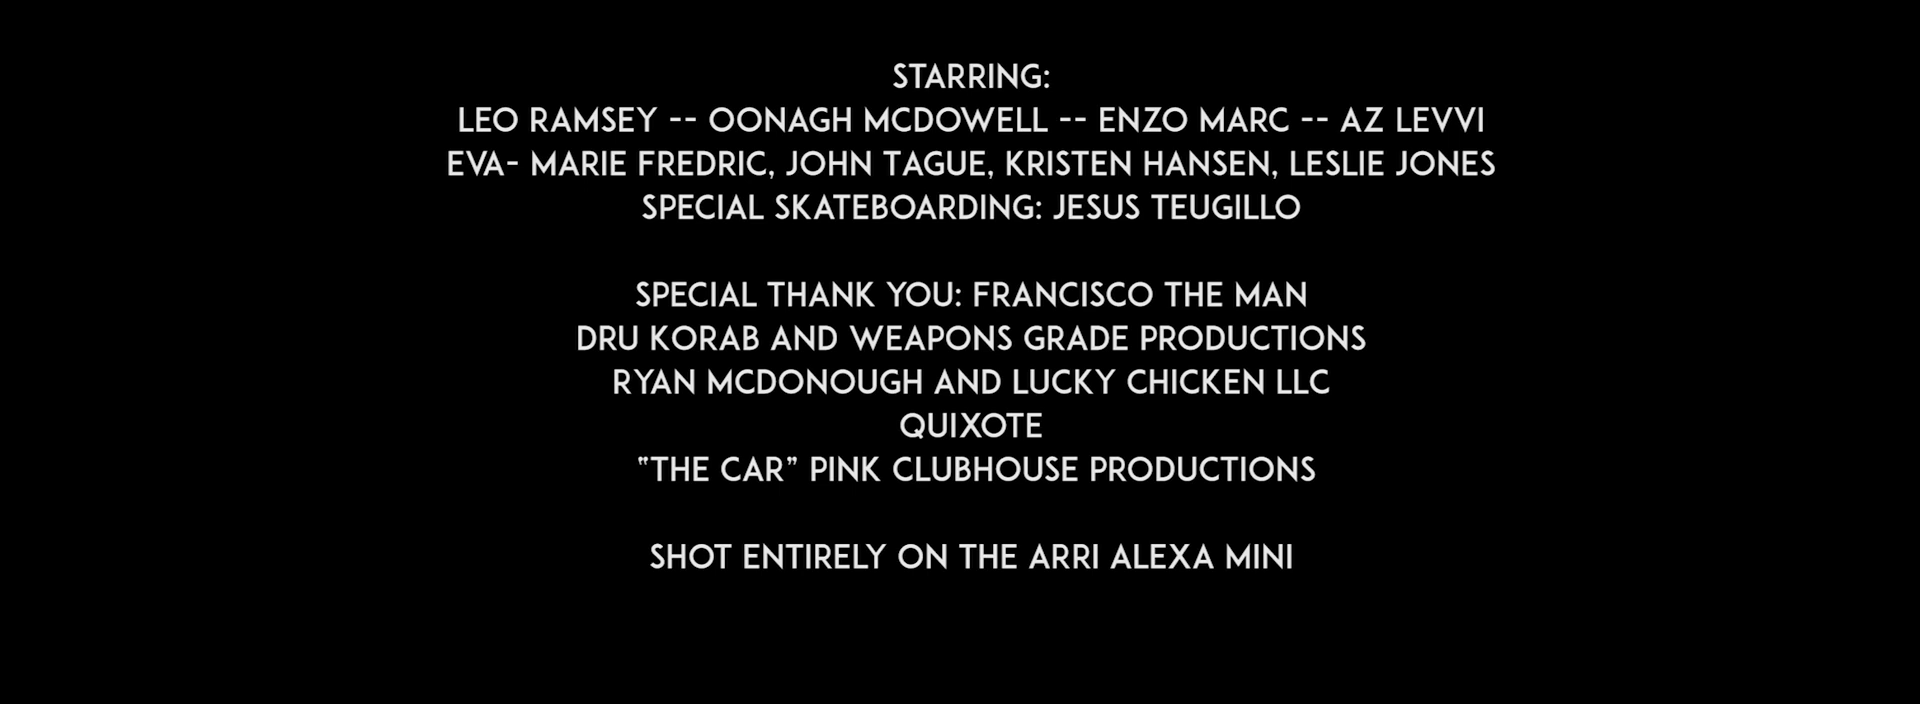 STARRING:
LEO RAMSEY -- OONAGH MCDOWELL -- ENZO MARC -- AZ LEVVI
EVA- MARIE FREDRIC, JOHN TAGUE, KRISTEN HANSEN, LESLIE JONES
SPECIAL SKATEBOARDING: JESUS TEUGILLO
SPECIAL THANK YOU: FRANCISCO THE MAN
DRU KORAB AND WEAPONS GRADE PRODUCTIONS
RYAN MCDONOUGH AND LUCKY CHICKEN LLC
QUIXOTE
“THE CAR” PINK CLUBHOUSE PRODUCTIONS
SHOT ENTIRELY ON THE ARRI ALEXA MINI